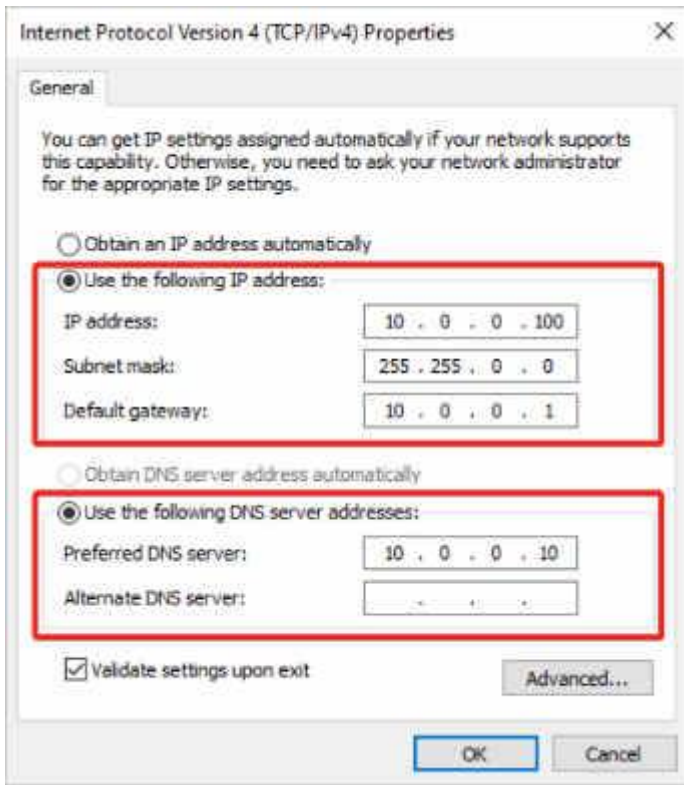 Internet Protocol Version 4 (TCP/IPv4) Properties
General
You can get IP settings assigned automatically if your network supports
this capability. Otherwise, you need to ask your network administrator
for the appropriate IP settings.
Obtain an IP address automatically
Use the following IP address:
IP address: 10 . 0 . 0 . 100
Subnet mask: 255 . 255 . 0 . 0
Default gateway: 10 . 0 . 0 . 1
Obtain DNS server address automatically
Use the following DNS server addresses:
Preferred DNS server: 10 . 0 . 0 . 10
Alternate DNS server: . . .
Validate settings upon exit
Advanced...
OK Cancel